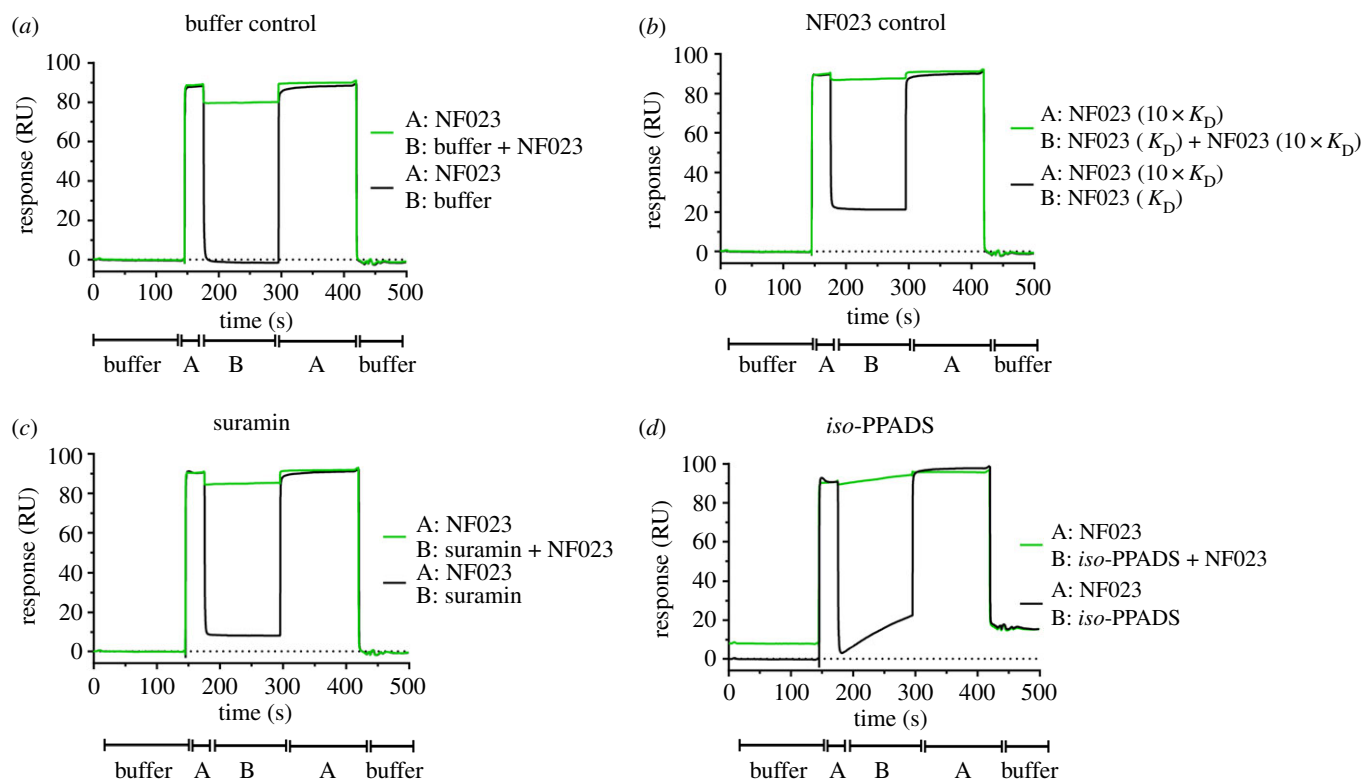 (a)
buffer control
response (RU)
100
80
60
40
20
0
0 100 200 300 400 500
time (s)
buffer A B A buffer
A: NF023
B: buffer + NF023
A: NF023
B: buffer
(b)
NF023 control
response (RU)
100
80
60
40
20
0
0 100 200 300 400 500
time (s)
buffer A B A buffer
A: NF023 (10 × K_D)
B: NF023 (K_D) + NF023 (10 × K_D)
A: NF023 (10 × K_D)
B: NF023 (K_D)
(c)
suramin
response (RU)
100
80
60
40
20
0
0 100 200 300 400 500
time (s)
buffer A B A buffer
A: NF023
B: suramin + NF023
A: NF023
B: suramin
(d)
iso-PPADS
response (RU)
100
80
60
40
20
0
0 100 200 300 400 500
time (s)
buffer A B A buffer
A: NF023
B: iso-PPADS + NF023
A: NF023
B: iso-PPADS